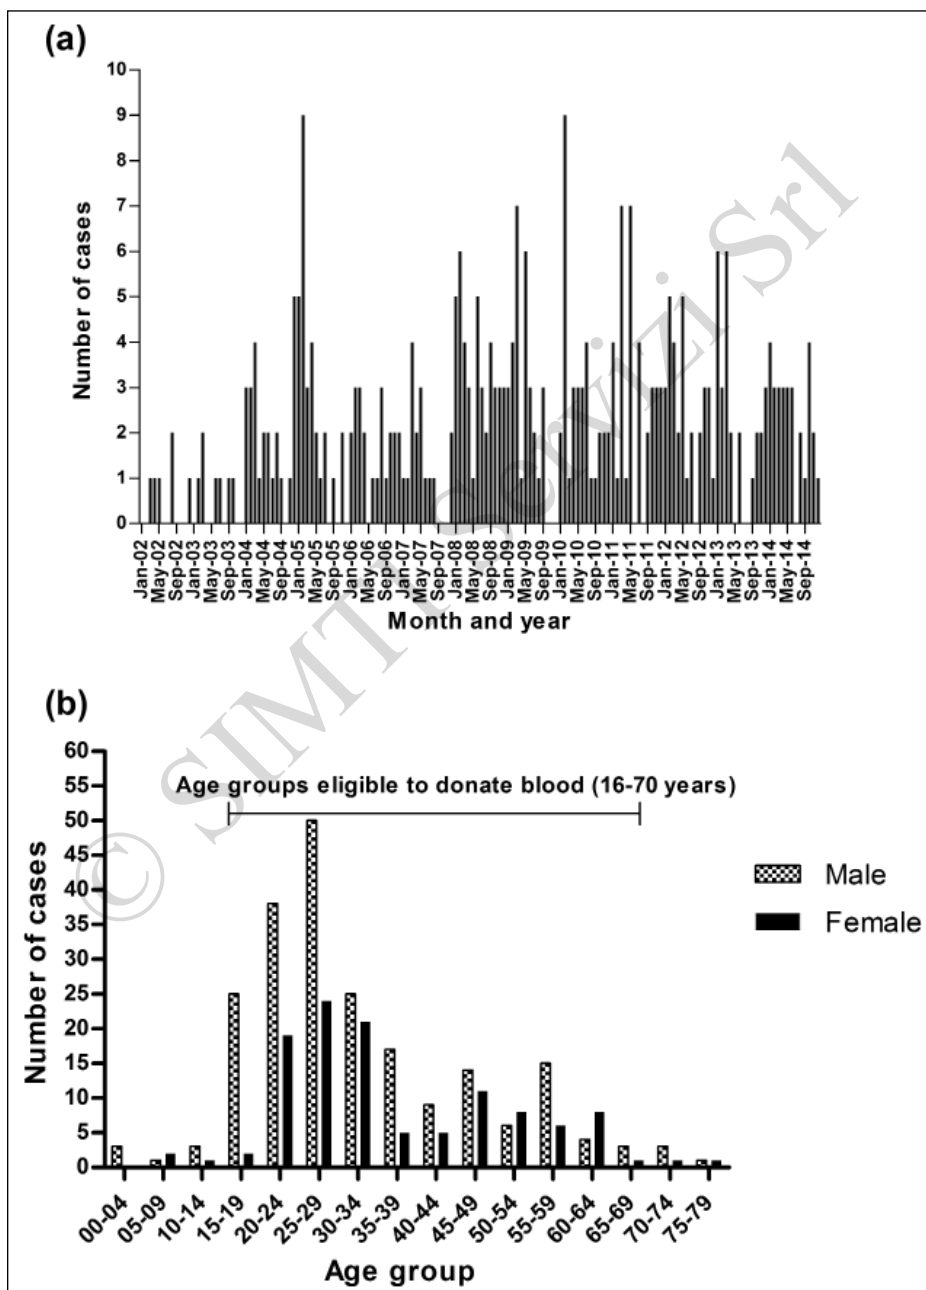 (a)
10
9
8
7
6
5
4
3
2
1
0
Number of cases
Jan-02
May-02
Sep-02
Jan-03
May-03
Sep-03
Jan-04
May-04
Sep-04
Jan-05
May-05
Sep-05
Jan-06
May-06
Sep-06
Jan-07
May-07
Sep-07
Jan-08
May-08
Sep-08
Jan-09
May-09
Sep-09
Jan-10
May-10
Sep-10
Jan-11
May-11
Sep-11
Jan-12
May-12
Sep-12
Jan-13
May-13
Sep-13
Jan-14
May-14
Sep-14
Month and year
(b)
60
55
50
45
40
35
30
25
20
15
10
5
0
Number of cases
Age groups eligible to donate blood (16-70 years)
Male
Female
00-04
05-09
10-14
15-19
20-24
25-29
30-34
35-39
40-44
45-49
50-54
55-59
60-64
65-69
70-74
75-79
Age group
© SIMTI Servizi Srl